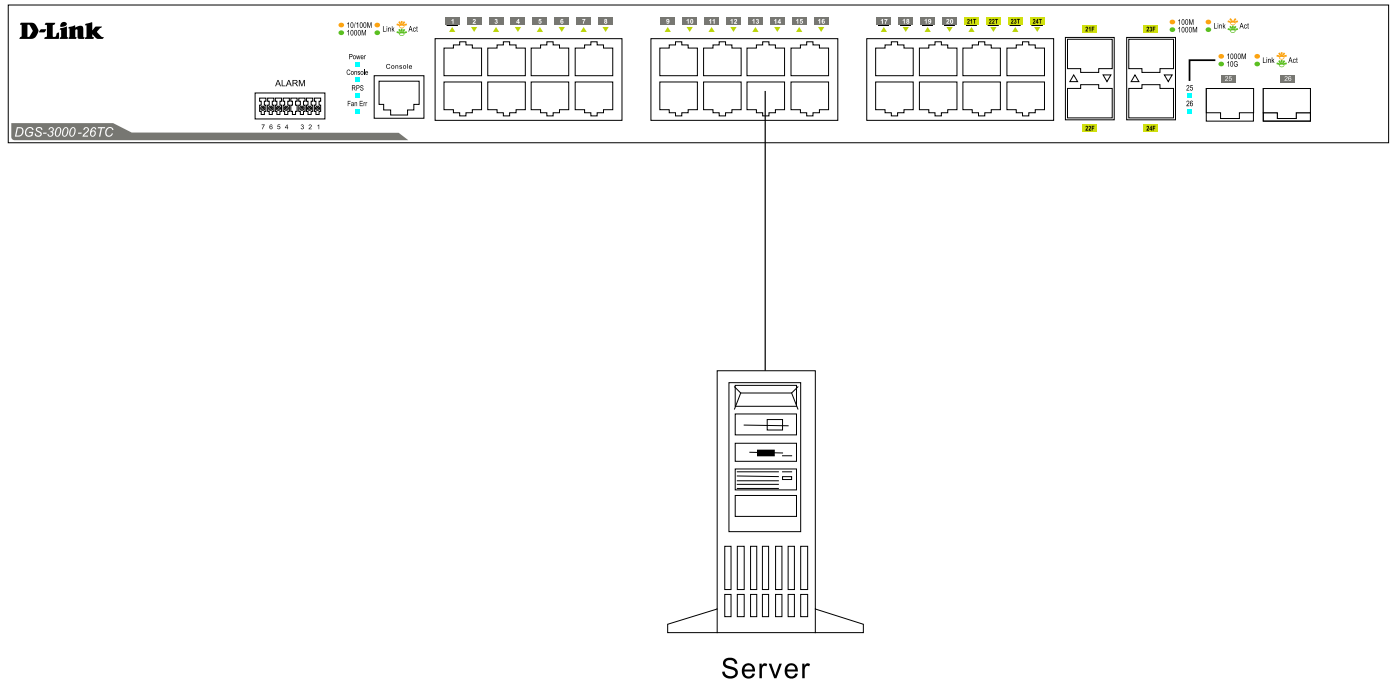 D-Link
10/100M Link Act
1000M
Power
Console
RPS
Fan Err
ALARM
7 6 5 4 3 2 1
Console
DGS-3000-26TC
1 2 3 4 5 6 7 8
9 10 11 12 13 14 15 16
17 18 19 20 21T 22T 23T 24T
21F 23F
22F 24F
100M Link Act
1000M
1000M Link Act
10G
25
26
25 26
Server